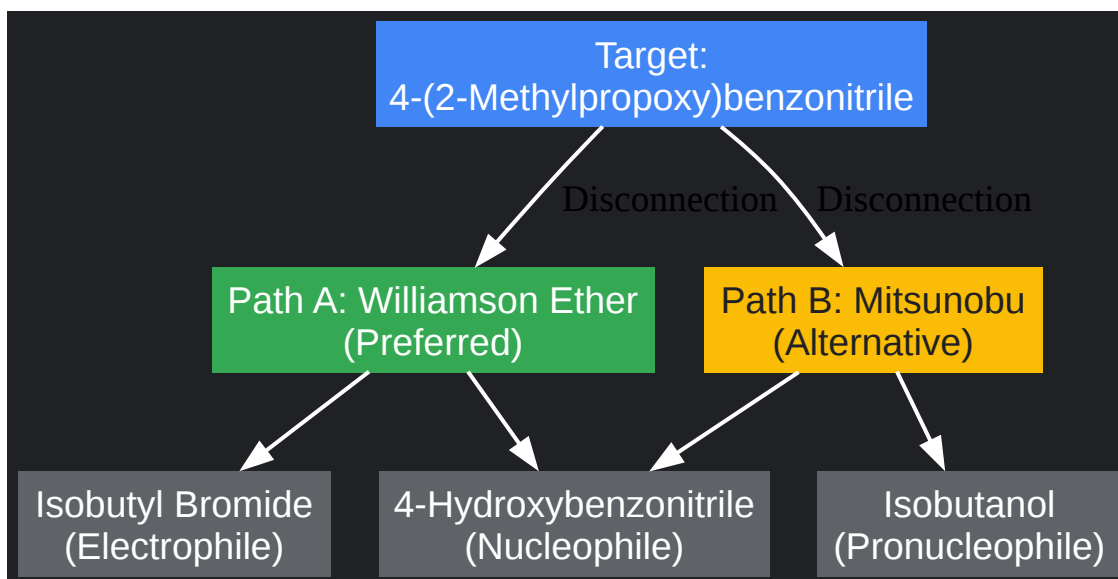 Target:
4-(2-Methylpropoxy)benzonitrile
Disconnection
Disconnection
Path A: Williamson Ether
(Preferred)
Path B: Mitsunobu
(Alternative)
Isobutyl Bromide
(Electrophile)
4-Hydroxybenzonitrile
(Nucleophile)
Isobutanol
(Pronucleophile)